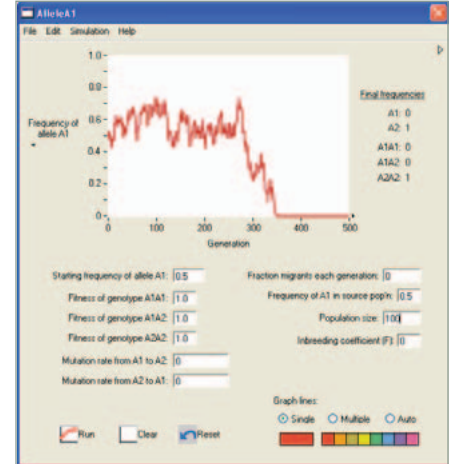 AlleleA1
File Edit Simulation Help
1.0
0.8
Frequency of
allele A1
0.6
0.4
0.2
0
0 100 200 300 400 500
Generation
Final frequencies
A1: 0
A2: 1
A1A1: 0
A1A2: 0
A2A2: 1
Starting frequency of allele A1: 0.5
Fitness of genotype A1A1: 1.0
Fitness of genotype A1A2: 1.0
Fitness of genotype A2A2: 1.0
Mutation rate from A1 to A2: 0
Mutation rate from A2 to A1: 0
Fraction migrants each generation: 0
Frequency of A1 in source pop'n: 0.5
Population size: 100
Inbreeding coefficient (F): 0
Graph lines:
Single Multiple Auto
Run Clear Reset